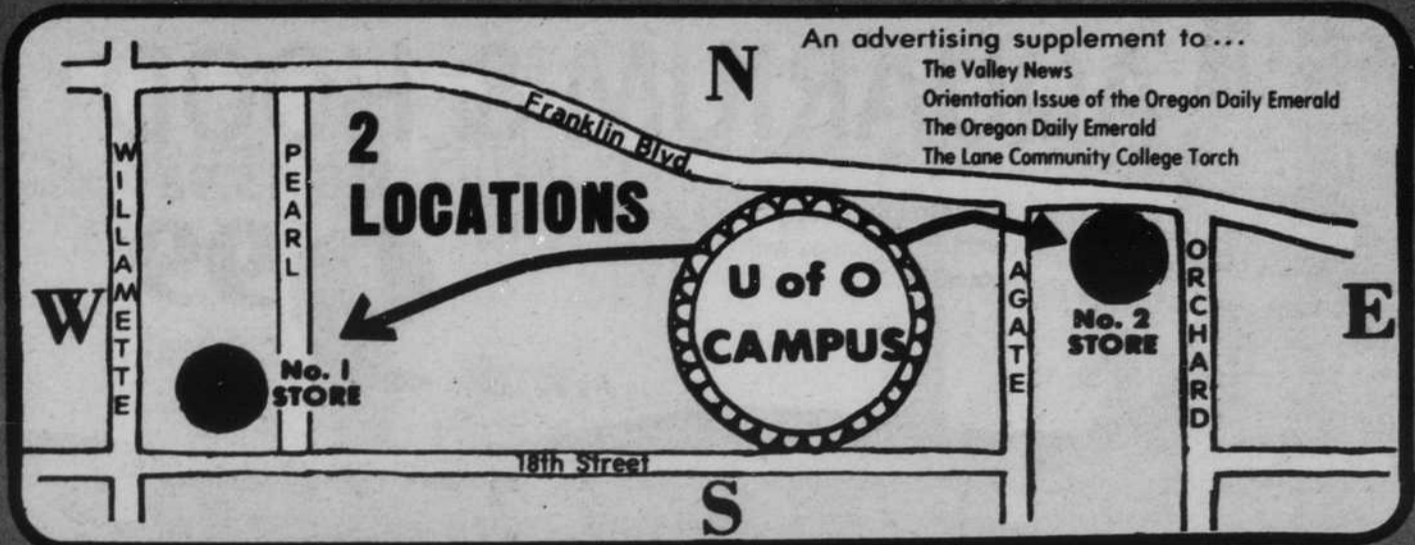 An advertising supplement to...
The Valley News
Orientation Issue of the Oregon Daily Emerald
The Oregon Daily Emerald
The Lane Community College Torch
N
Franklin Blvd.
2
LOCATIONS
WILLAMETTE
PEARL
W
No. 1
STORE
U of O
CAMPUS
AGATE
No. 2
STORE
ORCHARD
E
18th Street
S